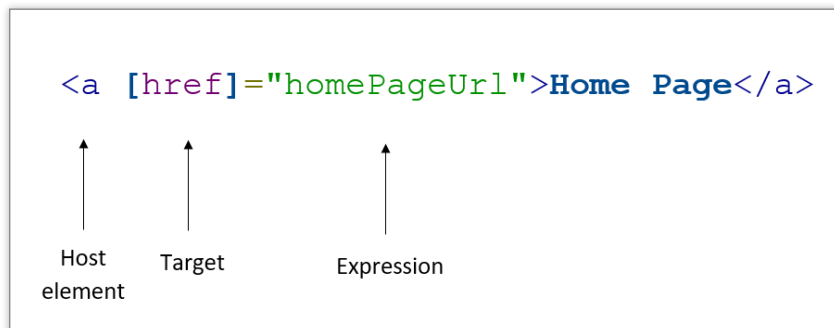 <a [href]="homePageUrl">Home Page</a>
Host
element
Target
Expression